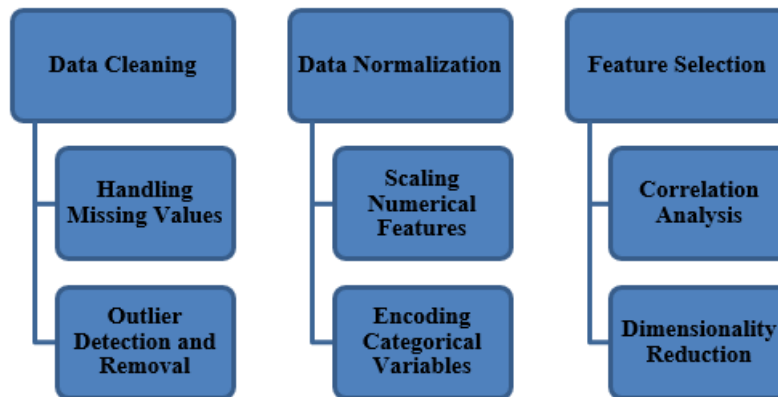 Data Cleaning
Handling
Missing Values
Outlier
Detection and
Removal
Data Normalization
Scaling
Numerical
Features
Encoding
Categorical
Variables
Feature Selection
Correlation
Analysis
Dimensionality
Reduction